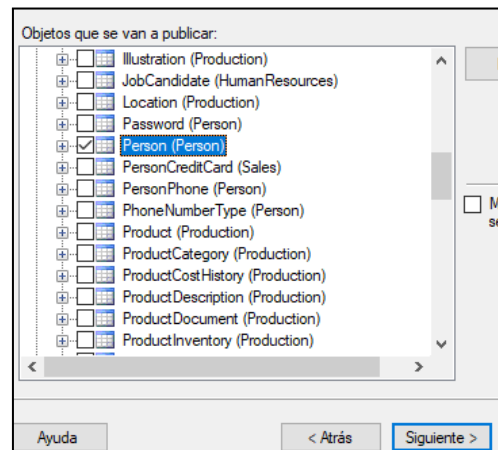 Objetos que se van a publicar:
Illustration (Production)
JobCandidate (HumanResources)
Location (Production)
Password (Person)
Person (Person)
PersonCreditCard (Sales)
PersonPhone (Person)
PhoneNumberType (Person)
Product (Production)
ProductCategory (Production)
ProductCostHistory (Production)
ProductDescription (Production)
ProductDocument (Production)
ProductInventory (Production)
Ayuda
< Atrás
Siguiente >